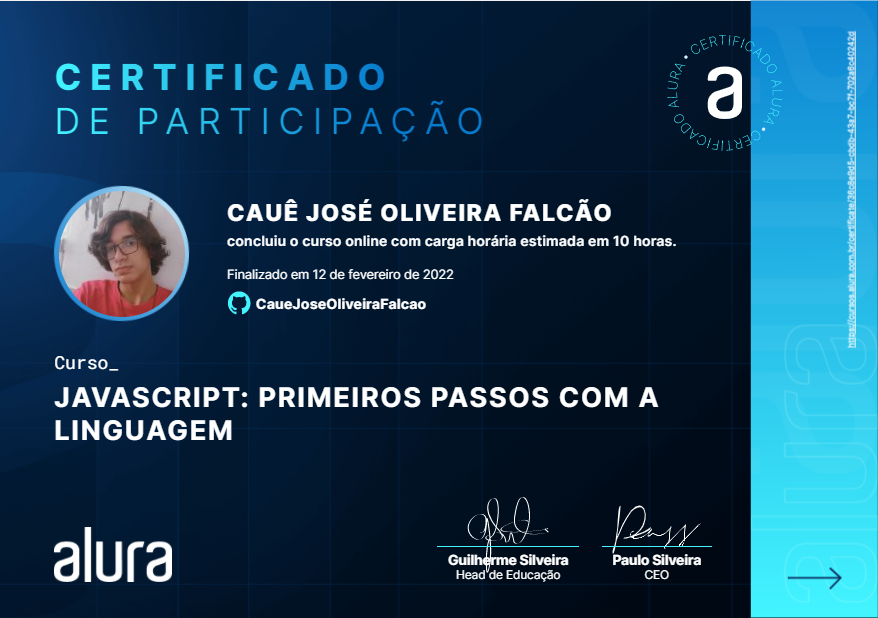 CERTIFICADO
DE PARTICIPAÇÃO
CERTIFICADO ALURA • CERTIFICADO ALURA •
a
CAUÊ JOSÉ OLIVEIRA FALCÃO
concluiu o curso online com carga horária estimada em 10 horas.
Finalizado em 12 de fevereiro de 2022
CaueJoseOliveiraFalcao
Curso_
JAVASCRIPT: PRIMEIROS PASSOS COM A
LINGUAGEM
alura
Guilherme Silveira
Head de Educação
Paulo Silveira
CEO
alura